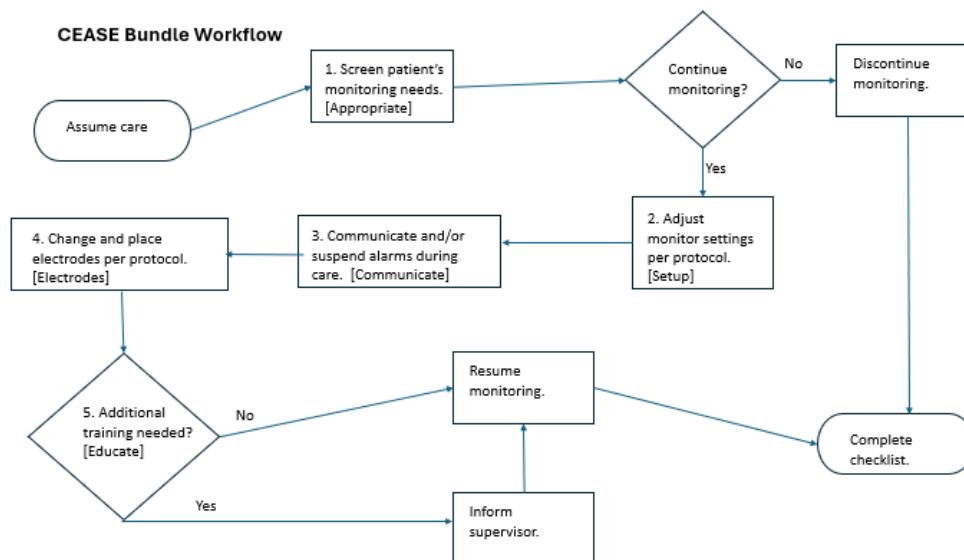 CEASE Bundle Workflow
Assume care
1. Screen patient's
monitoring needs.
[Appropriate]
Continue
monitoring?
No
Discontinue
monitoring.
Yes
2. Adjust
monitor settings
per protocol.
[Setup]
3. Communicate and/or
suspend alarms during
care. [Communicate]
4. Change and place
electrodes per protocol.
[Electrodes]
5. Additional
training needed?
[Educate]
No
Resume
monitoring.
Yes
Inform
supervisor.
Complete
checklist.